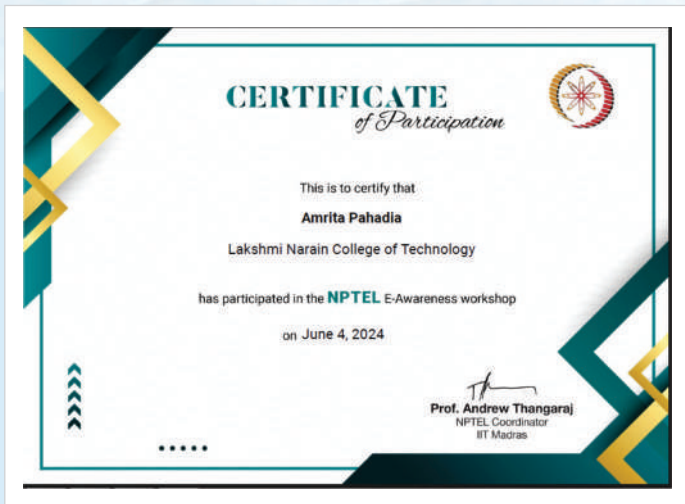 CERTIFICATE
of Participation
This is to certify that
Amrita Pahadia
Lakshmi Narain College of Technology
has participated in the NPTEL E-Awareness workshop
on June 4, 2024
Prof. Andrew Thangaraj
NPTEL Coordinator
IIT Madras